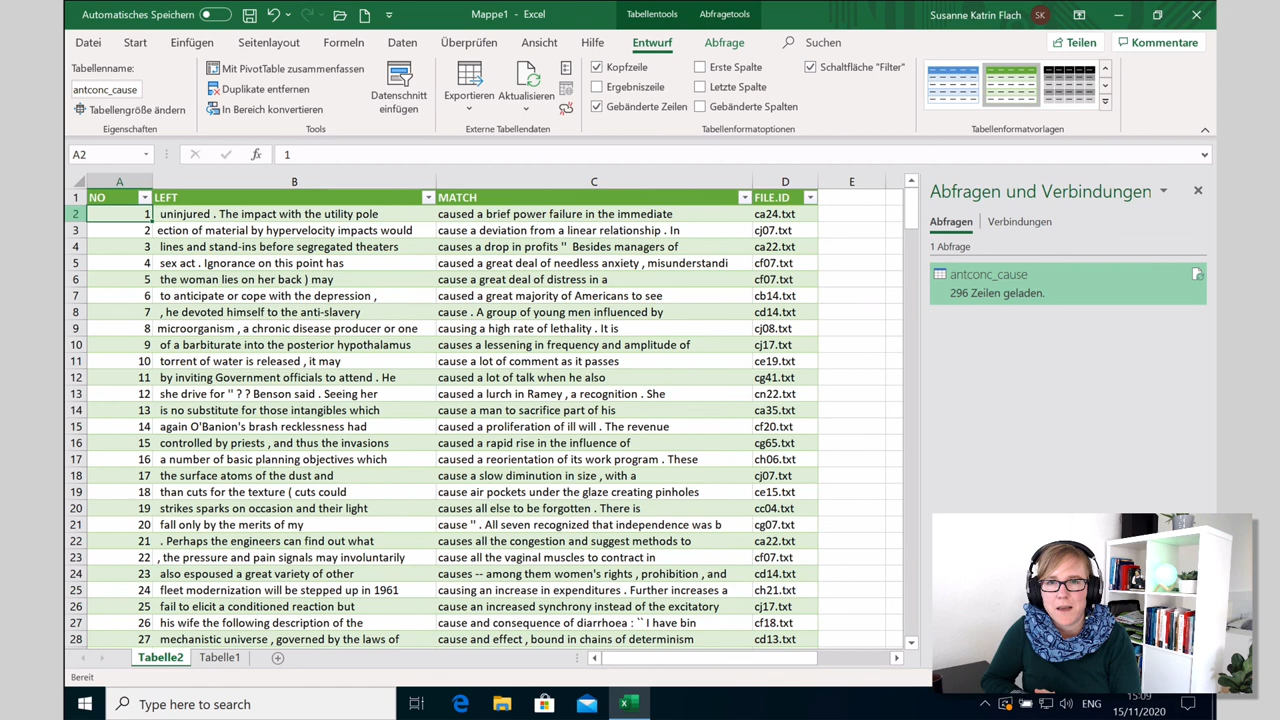 Automatisches Speichern
Mappe1 - Excel
Tabellentools
Abfragetools
Susanne Katrin Flach
SK
Datei Start Einfügen Seitenlayout Formeln Daten Überprüfen Ansicht Hilfe Entwurf Abfrage Suchen Teilen Kommentare
Tabellenname:
antconc_cause
Tabellengröße ändern
Eigenschaften
Mit PivotTable zusammenfassen
Duplikate entfernen
In Bereich konvertieren
Tools
Datenschnitt
einfügen
Exportieren
Aktualisieren
Externe Tabellendaten
Kopfzeile
Ergebniszeile
Gebänderte Zeilen
Erste Spalte
Letzte Spalte
Gebänderte Spalten
Schaltfläche "Filter"
Tabellenformatoptionen
Tabellenformatvorlagen
A2 fx 1
A B C D E
1 NO LEFT MATCH FILE.ID
2 1 uninjured . The impact with the utility pole caused a brief power failure in the immediate ca24.txt
3 2 ection of material by hypervelocity impacts would cause a deviation from a linear relationship . In cj07.txt
4 3 lines and stand-ins before segregated theaters causes a drop in profits '' Besides managers of ca22.txt
5 4 sex act . Ignorance on this point has caused a great deal of needless anxiety , misunderstandi cf07.txt
6 5 the woman lies on her back ) may cause a great deal of distress in a cf07.txt
7 6 to anticipate or cope with the depression , caused a great majority of Americans to see cb14.txt
8 7 , he devoted himself to the anti-slavery cause . A group of young men influenced by cd14.txt
9 8 microorganism , a chronic disease producer or one causing a high rate of lethality . It is cj08.txt
10 9 of a barbiturate into the posterior hypothalamus causes a lessening in frequency and amplitude of cj17.txt
11 10 torrent of water is released , it may cause a lot of comment as it passes ce19.txt
12 11 by inviting Government officials to attend . He caused a lot of talk when he also cg41.txt
13 12 she drive for '' ? ? Benson said . Seeing her caused a lurch in Ramey , a recognition . She cn22.txt
14 13 is no substitute for those intangibles which cause a man to sacrifice part of his ca35.txt
15 14 again O'Banion's brash recklessness had caused a proliferation of ill will . The revenue cf20.txt
16 15 controlled by priests , and thus the invasions caused a rapid rise in the influence of cg65.txt
17 16 a number of basic planning objectives which caused a reorientation of its work program . These ch06.txt
18 17 the surface atoms of the dust and cause a slow diminution in size , with a cj07.txt
19 18 than cuts for the texture ( cuts could cause air pockets under the glaze creating pinholes ce15.txt
20 19 strikes sparks on occasion and their light causes all else to be forgotten . There is cc04.txt
21 20 fall only by the merits of my cause '' . All seven recognized that independence was b cg07.txt
22 21 . Perhaps the engineers can find out what causes all the congestion and suggest methods to ca22.txt
23 22 , the pressure and pain signals may involuntarily cause all the vaginal muscles to contract in cf07.txt
24 23 also espoused a great variety of other causes -- among them women's rights , prohibition , and cd14.txt
25 24 fleet modernization will be stepped up in 1961 causing an increase in expenditures . Further increases a ch21.txt
26 25 fail to elicit a conditioned reaction but cause an increased synchrony instead of the excitatory cj17.txt
27 26 his wife the following description of the cause and consequence of diarrhoea : `` I have bin cf18.txt
28 27 mechanistic universe , governed by the laws of cause and effect , bound in chains of determinism cd13.txt
Abfragen und Verbindungen
Abfragen Verbindungen
1 Abfrage
antconc_cause
296 Zeilen geladen.
Tabelle2 Tabelle1
Bereit
Type here to search
ENG
15:09
15/11/2020